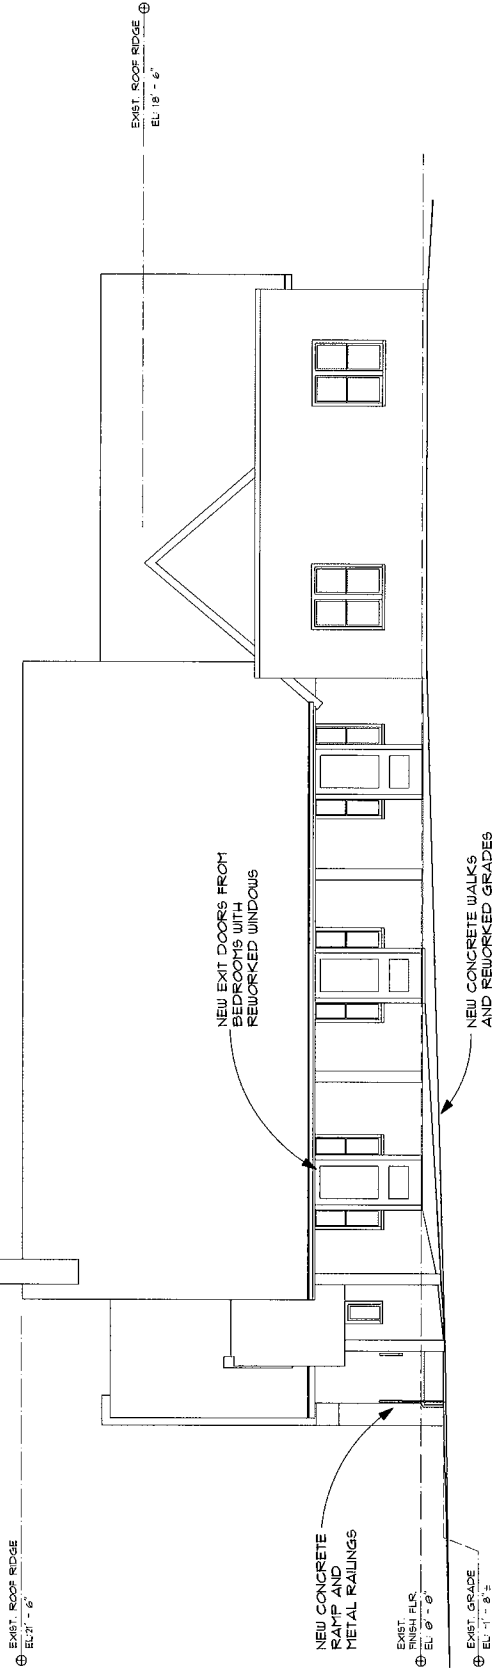 EXIST. ROOF RIDGE
EL: 21' - 6"
EXIST. ROOF RIDGE
EL: 18' - 6"
NEW EXIT DOORS FROM
BEDROOMS WITH
REWORKED WINDOWS
NEW CONCRETE
RAMP AND
METAL RAILINGS
EXIST.
FINISH FLR.
EL: 0' - 0"
EXIST. GRADE
EL: -1' - 8" ±
NEW CONCRETE WALKS
AND REWORKED GRADES